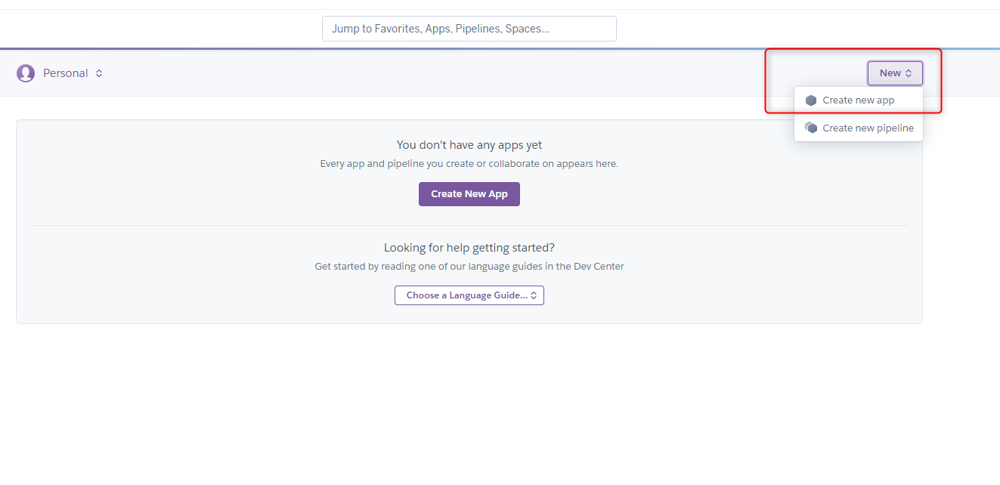 Jump to Favorites, Apps, Pipelines, Spaces...
Personal
New
Create new app
Create new pipeline
You don't have any apps yet
Every app and pipeline you create or collaborate on appears here.
Create New App
Looking for help getting started?
Get started by reading one of our language guides in the Dev Center
Choose a Language Guide...